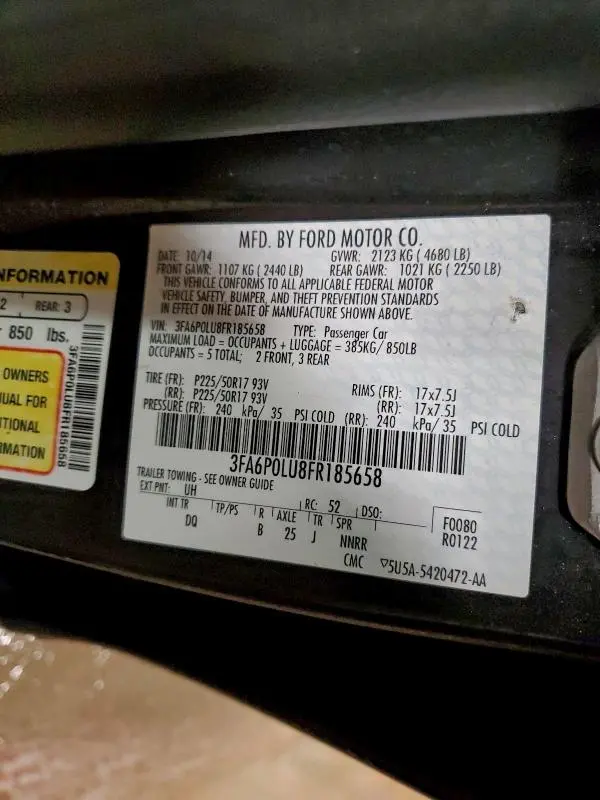 NFORMATION
2 REAR: 3
850 lbs.
OWNERS
UAL FOR
ITIONAL
RMATION
3FA6P0LU8FR185658
MFD. BY FORD MOTOR CO.
DATE: 10/14 GVWR: 2123 KG ( 4680 LB)
FRONT GAWR: 1107 KG ( 2440 LB) REAR GAWR: 1021 KG ( 2250 LB)
THIS VEHICLE CONFORMS TO ALL APPLICABLE FEDERAL MOTOR
VEHICLE SAFETY, BUMPER, AND THEFT PREVENTION STANDARDS
IN EFFECT ON THE DATE OF MANUFACTURE SHOWN ABOVE.
VIN: 3FA6P0LU8FR185658 TYPE: Passenger Car
MAXIMUM LOAD = OCCUPANTS + LUGGAGE = 385KG/ 850LB
OCCUPANTS = 5 TOTAL; 2 FRONT, 3 REAR
TIRE (FR): P225/50R17 93V RIMS (FR): 17x7.5J
(RR): P225/50R17 93V (RR): 17x7.5J
PRESSURE (FR): 240 kPa/ 35 PSI COLD (RR): 240 kPa/ 35 PSI COLD
3FA6P0LU8FR185658
TRAILER TOWING - SEE OWNER GUIDE
EXT PNT: UH RC: 52 DSO: F0080
INT TR TP/PS R AXLE TR SPR R0122
DQ B 25 J NNRR
CMC ▽5U5A-5420472-AA